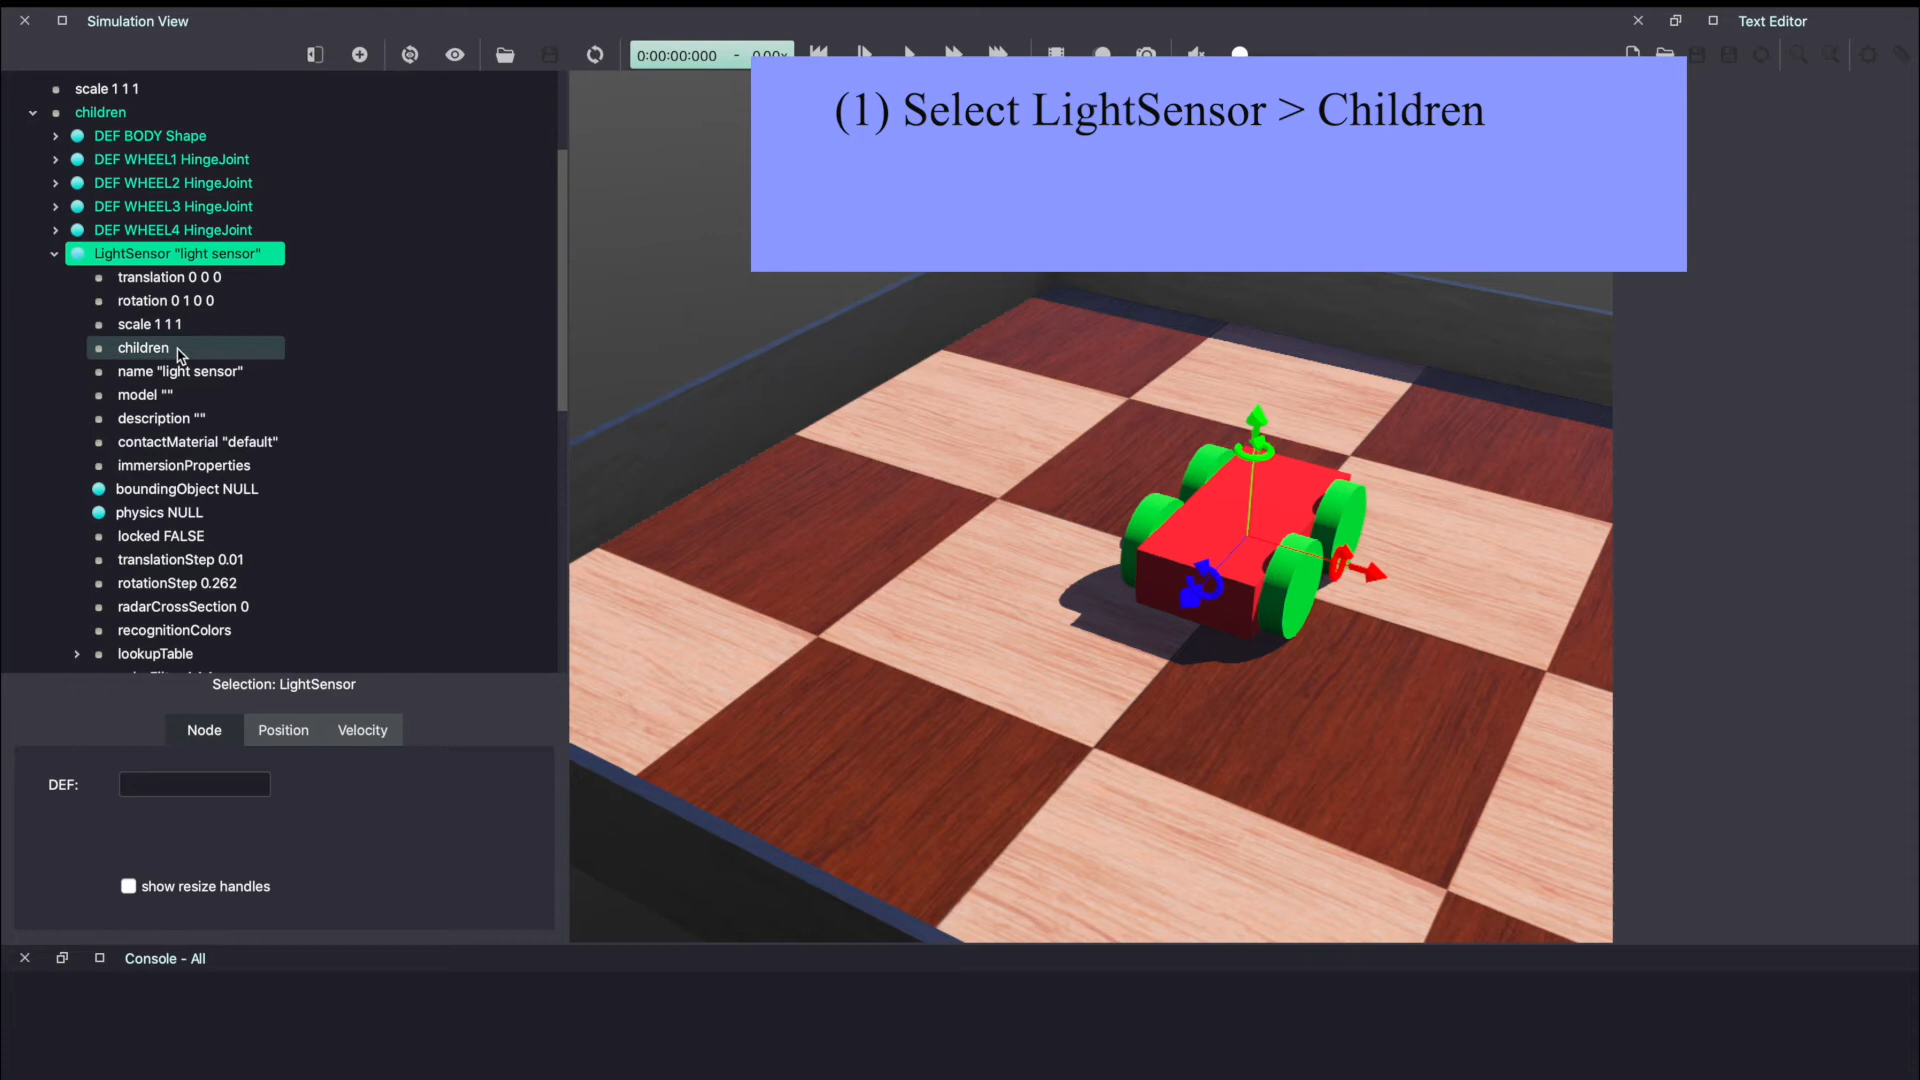 Simulation View
Text Editor
0:00:00:000 - 0.00x
scale 1 1 1
children
DEF BODY Shape
DEF WHEEL1 HingeJoint
DEF WHEEL2 HingeJoint
DEF WHEEL3 HingeJoint
DEF WHEEL4 HingeJoint
LightSensor "light sensor"
translation 0 0 0
rotation 0 1 0 0
scale 1 1 1
children
name "light sensor"
model ""
description ""
contactMaterial "default"
immersionProperties
boundingObject NULL
physics NULL
locked FALSE
translationStep 0.01
rotationStep 0.262
radarCrossSection 0
recognitionColors
lookupTable
(1) Select LightSensor > Children
Selection: LightSensor
Node
Position
Velocity
DEF:
show resize handles
Console - All